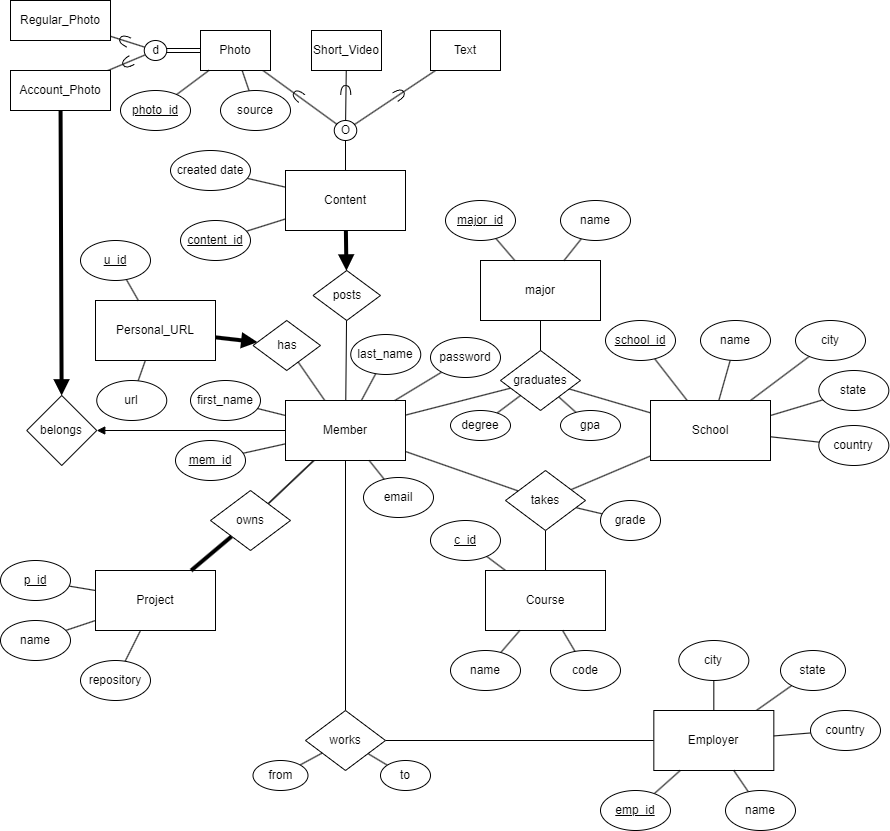 Regular_Photo
d
Photo
Short_Video
Text
Account_Photo
photo_id
source
O
created date
Content
content_id
major_id
name
u_id
major
posts
Personal_URL
has
last_name
password
school_id
name
city
graduates
url
first_name
degree
gpa
state
belongs
Member
School
country
mem_id
email
takes
owns
grade
c_id
p_id
Project
Course
name
repository
name
code
city
state
works
Employer
country
from
to
emp_id
name